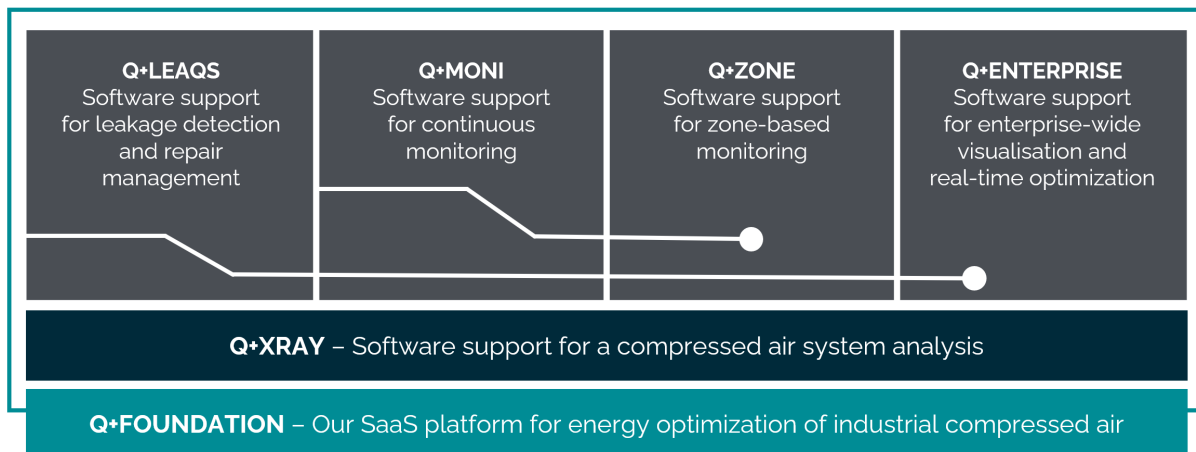 Q+LEAQS
Software support
for leakage detection
and repair
management
Q+MONI
Software support
for continuous
monitoring
Q+ZONE
Software support
for zone-based
monitoring
Q+ENTERPRISE
Software support
for enterprise-wide
visualisation and
real-time optimization
Q+XRAY – Software support for a compressed air system analysis
Q+FOUNDATION – Our SaaS platform for energy optimization of industrial compressed air